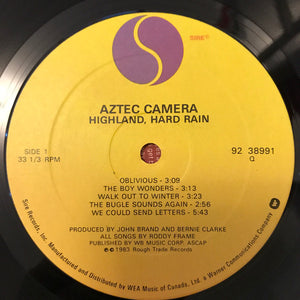 SIRE®
AZTEC CAMERA
HIGHLAND, HARD RAIN
SIDE 1
33 1/3 RPM
92 38991
Q
OBLIVIOUS - 3:09
THE BOY WONDERS - 3:13
WALK OUT TO WINTER - 3:23
THE BUGLE SOUNDS AGAIN - 2:56
WE COULD SEND LETTERS - 5:43
PRODUCED BY JOHN BRAND AND BERNIE CLARKE
ALL SONGS BY RODDY FRAME
PUBLISHED BY WB MUSIC CORP. ASCAP
℗ © 1983 Rough Trade Records
Sire Records, Inc., Manufactured and Distributed by WEA Music of Canada, Ltd. a Warner Communications Company